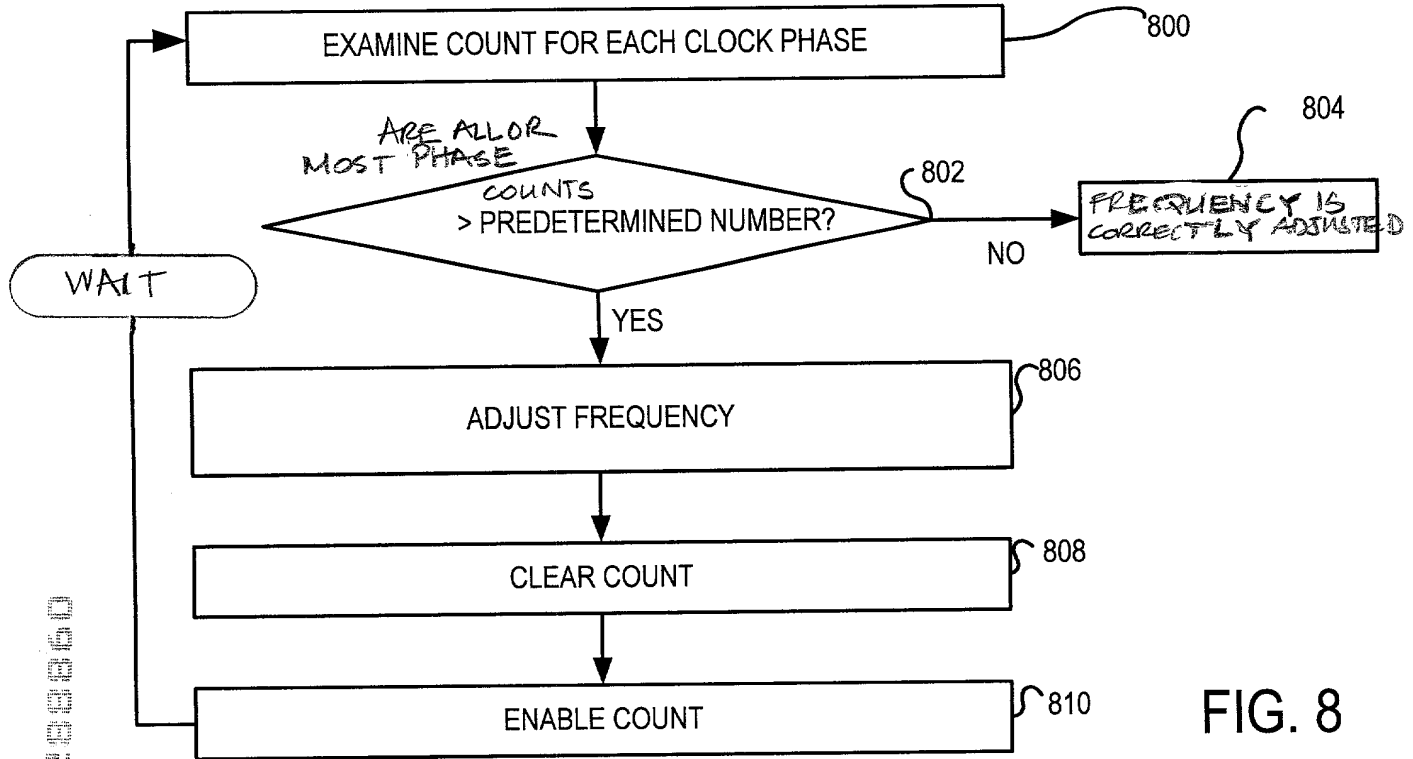 EXAMINE COUNT FOR EACH CLOCK PHASE
800
ARE ALL OR
MOST PHASE
COUNTS
> PREDETERMINED NUMBER?
802
804
FREQUENCY IS
CORRECTLY ADJUSTED
NO
WAIT
YES
ADJUST FREQUENCY
806
CLEAR COUNT
808
ENABLE COUNT
810
FIG. 8